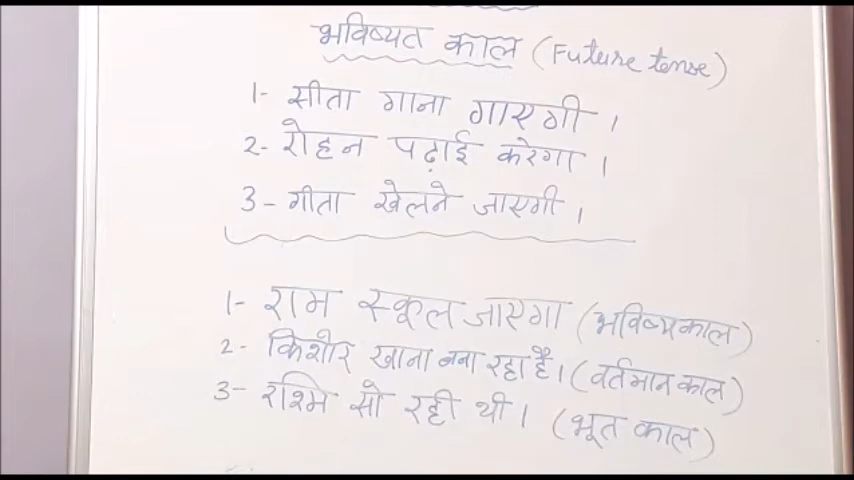 भविष्यत काल (Future tense)
1- सीता गाना गाएगी ।
2- रोहन पढ़ाई करेगा ।
3- गीता खेलने जाएगी ।
1- राम स्कूल जाएगा (भविष्यकाल)
2- किशोर खाना बना रहा है। (वर्तमान काल)
3- रश्मि सो रही थी। (भूत काल)